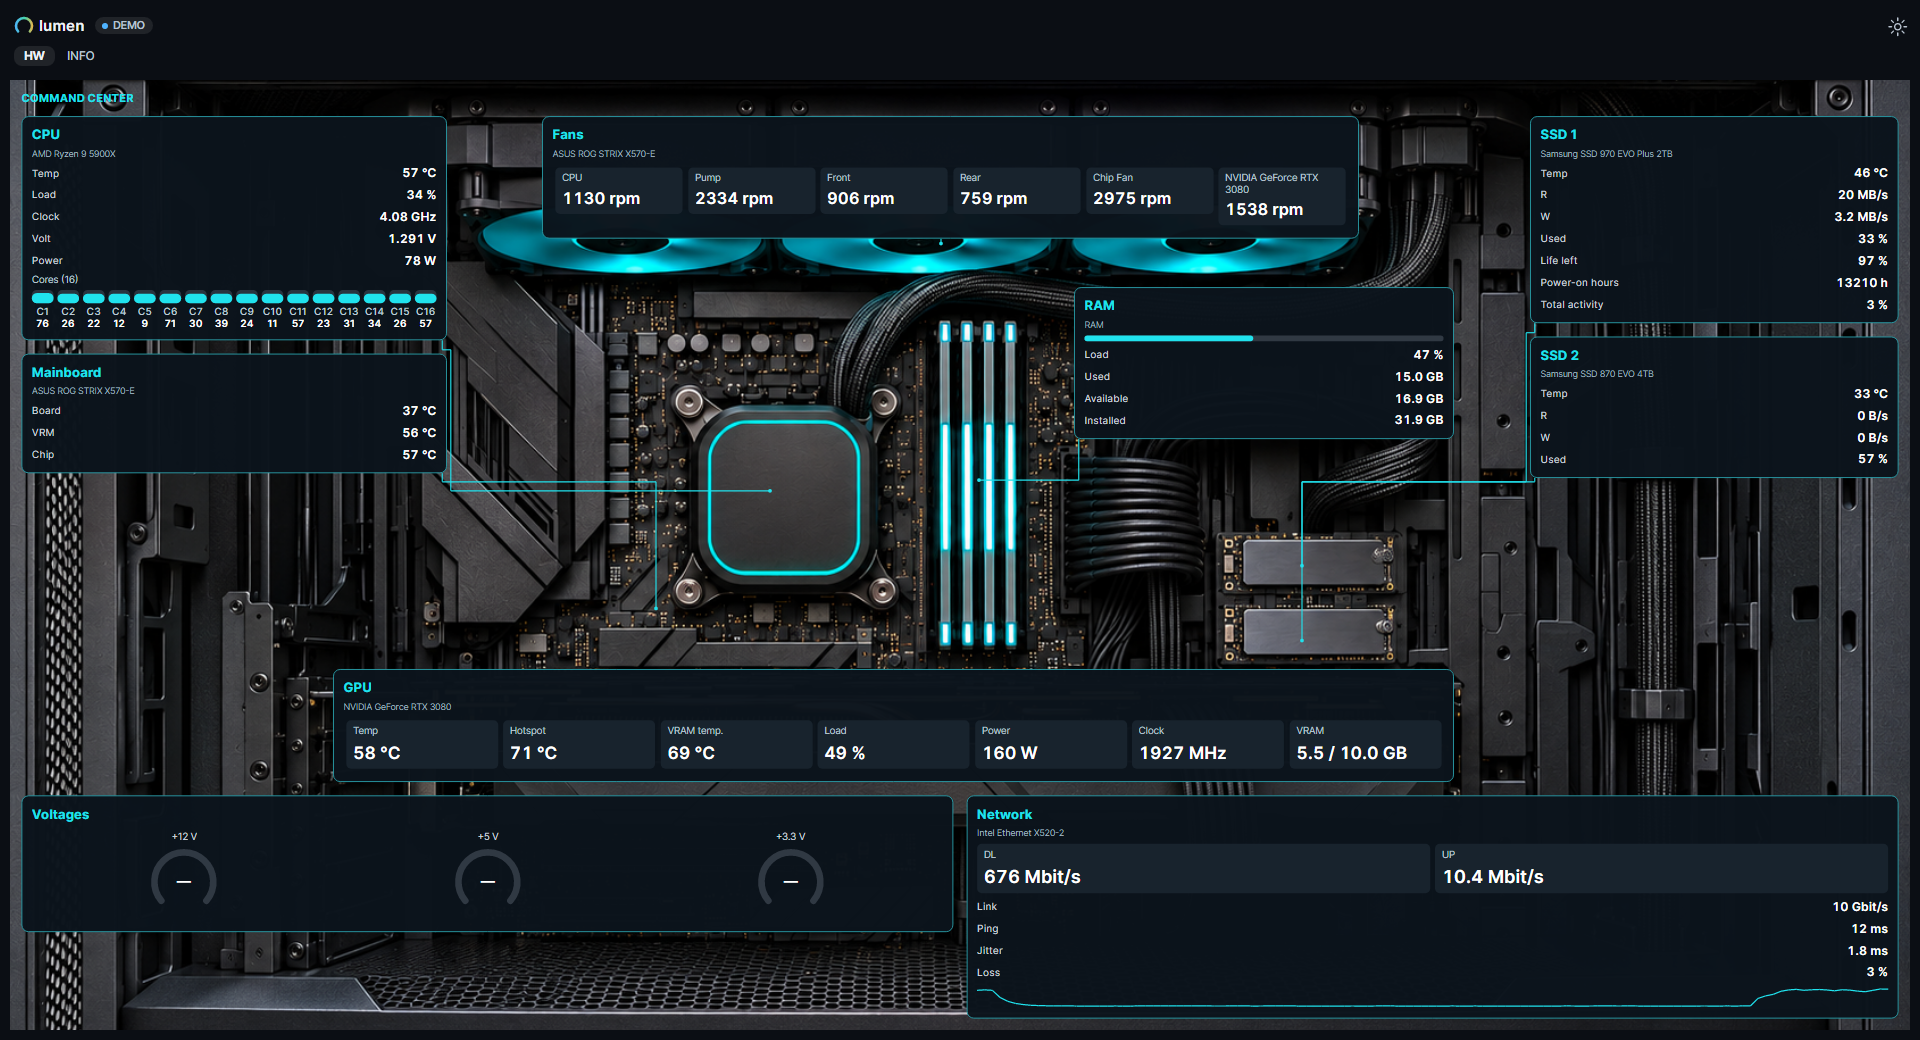 lumen DEMO
HW INFO
COMMAND CENTER
CPU
AMD Ryzen 9 5900X
Temp 57 °C
Load 34 %
Clock 4.08 GHz
Volt 1.291 V
Power 78 W
Cores (16)
C1 C2 C3 C4 C5 C6 C7 C8 C9 C10 C11 C12 C13 C14 C15 C16
76 26 22 12 9 71 30 39 24 11 57 23 31 34 26 57
Mainboard
ASUS ROG STRIX X570-E
Board 37 °C
VRM 56 °C
Chip 57 °C
Fans
ASUS ROG STRIX X570-E
CPU
1130 rpm
Pump
2334 rpm
Front
906 rpm
Rear
759 rpm
Chip Fan
2975 rpm
NVIDIA GeForce RTX
3080
1538 rpm
RAM
RAM
Load 47 %
Used 15.0 GB
Available 16.9 GB
Installed 31.9 GB
SSD 1
Samsung SSD 970 EVO Plus 2TB
Temp 46 °C
R 20 MB/s
W 3.2 MB/s
Used 33 %
Life left 97 %
Power-on hours 13210 h
Total activity 3 %
SSD 2
Samsung SSD 870 EVO 4TB
Temp 33 °C
R 0 B/s
W 0 B/s
Used 57 %
GPU
NVIDIA GeForce RTX 3080
Temp
58 °C
Hotspot
71 °C
VRAM temp.
69 °C
Load
49 %
Power
160 W
Clock
1927 MHz
VRAM
5.5 / 10.0 GB
Voltages
+12 V
—
+5 V
—
+3.3 V
—
Network
Intel Ethernet X520-2
DL
676 Mbit/s
UP
10.4 Mbit/s
Link 10 Gbit/s
Ping 12 ms
Jitter 1.8 ms
Loss 3 %